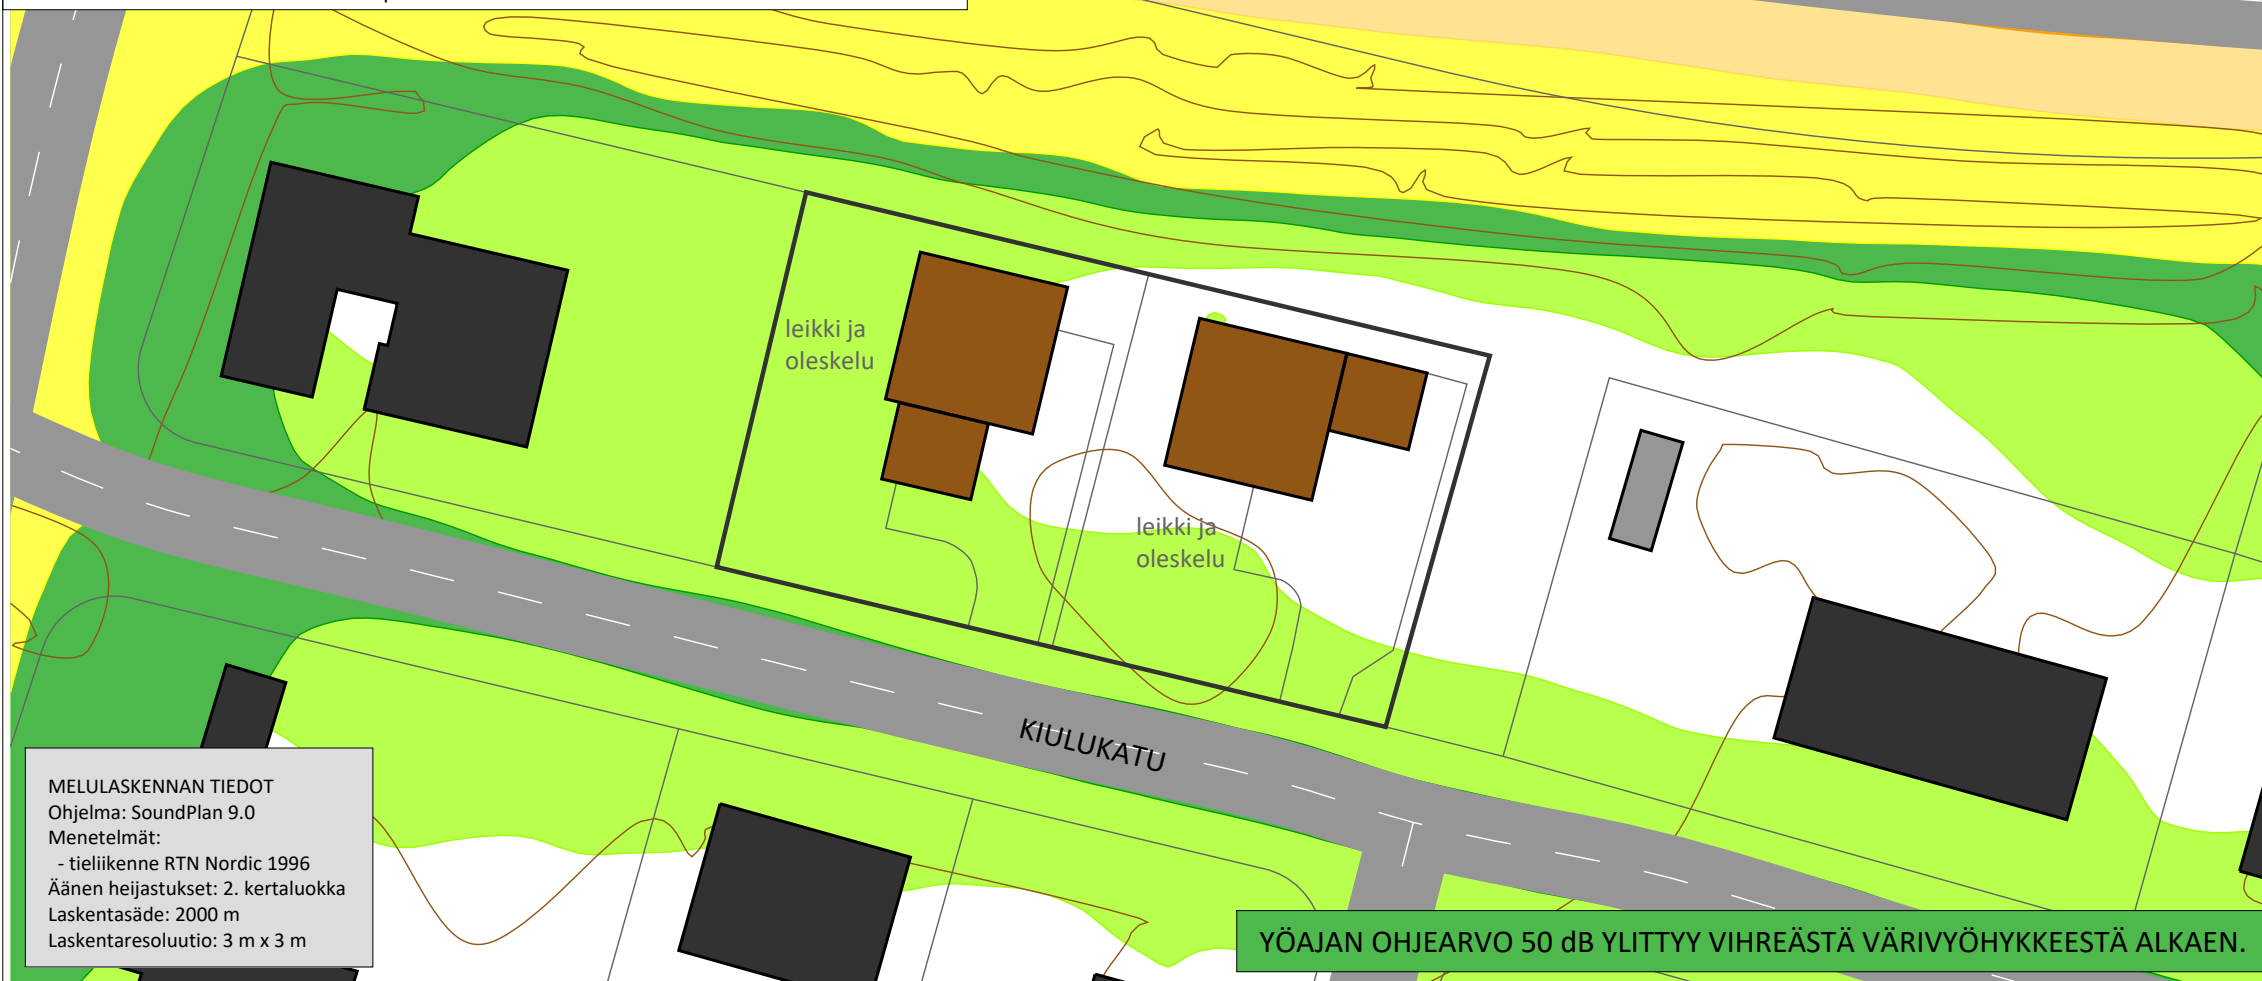 leikki ja
oleskelu
leikki ja
oleskelu
KIULUKATU
MELULASKENNAN TIEDOT
Ohjelma: SoundPlan 9.0
Menetelmät:
- tieliikenne RTN Nordic 1996
Äänen heijastukset: 2. kertaluokka
Laskentasäde: 2000 m
Laskentaresoluutio: 3 m x 3 m
YÖAJAN OHJEARVO 50 dB YLITTYY VIHREÄSTÄ VÄRIVYÖHYKKEESTÄ ALKAEN.